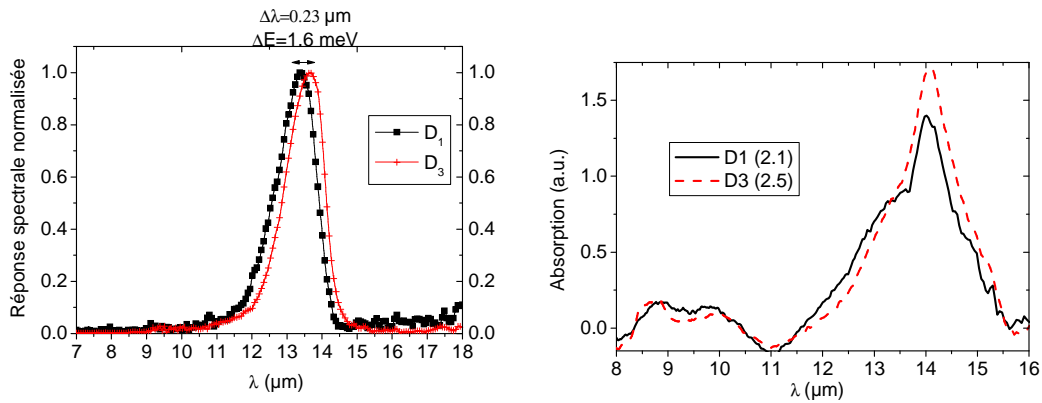 Δλ=0.23 µm
ΔE=1.6 meV
Réponse spectrale normalisée
1.0
0.8
0.6
0.4
0.2
0.0
1.0
0.8
0.6
0.4
0.2
0.0
D1
D3
7 8 9 10 11 12 13 14 15 16 17 18
λ (µm)
Absorption (a.u.)
1.5
1.0
0.5
0.0
D1 (2.1)
D3 (2.5)
8 9 10 11 12 13 14 15 16
λ (µm)